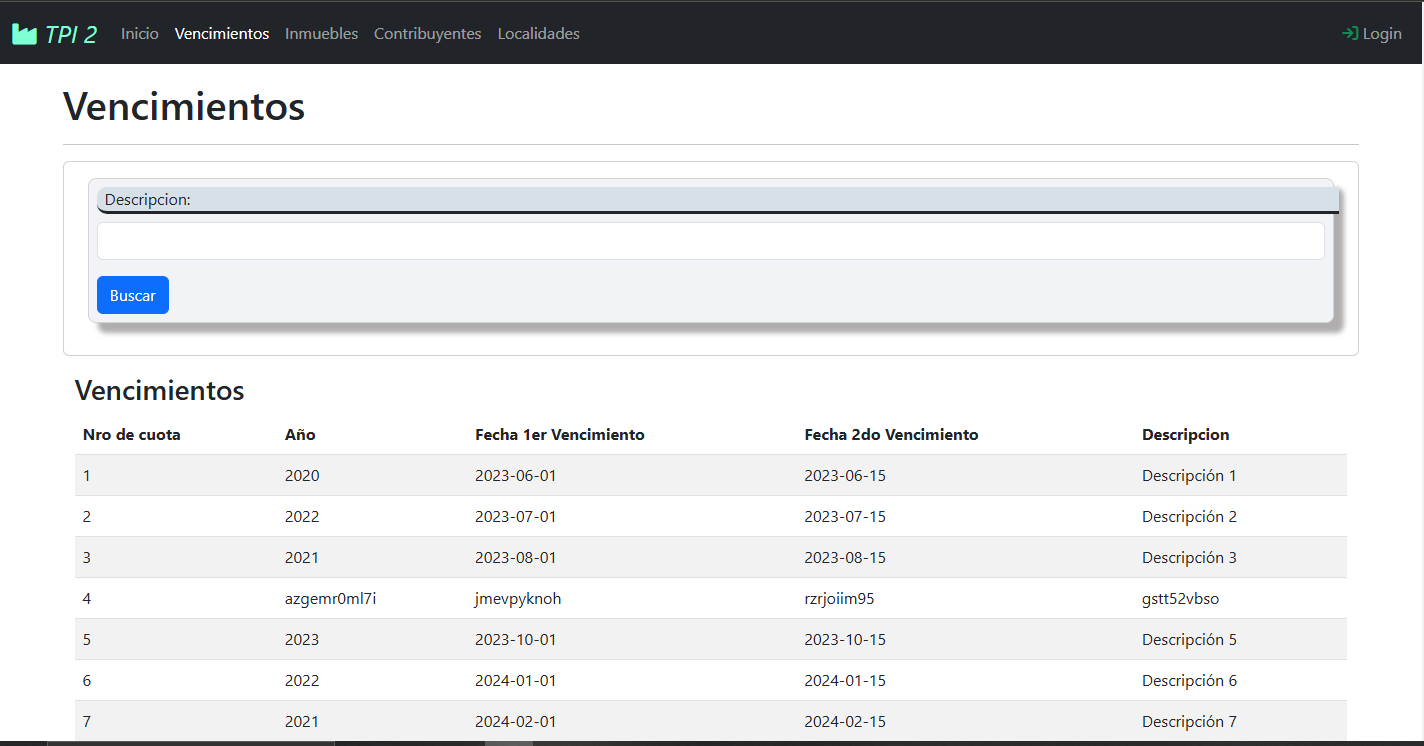 TPI 2 Inicio Vencimientos Inmuebles Contribuyentes Localidades Login
Vencimientos
Descripcion:
Buscar
Vencimientos
Nro de cuota Año Fecha 1er Vencimiento Fecha 2do Vencimiento Descripcion
1 2020 2023-06-01 2023-06-15 Descripción 1
2 2022 2023-07-01 2023-07-15 Descripción 2
3 2021 2023-08-01 2023-08-15 Descripción 3
4 azgemr0ml7i jmevpyknoh rzrjoiim95 gstt52vbso
5 2023 2023-10-01 2023-10-15 Descripción 5
6 2022 2024-01-01 2024-01-15 Descripción 6
7 2021 2024-02-01 2024-02-15 Descripción 7